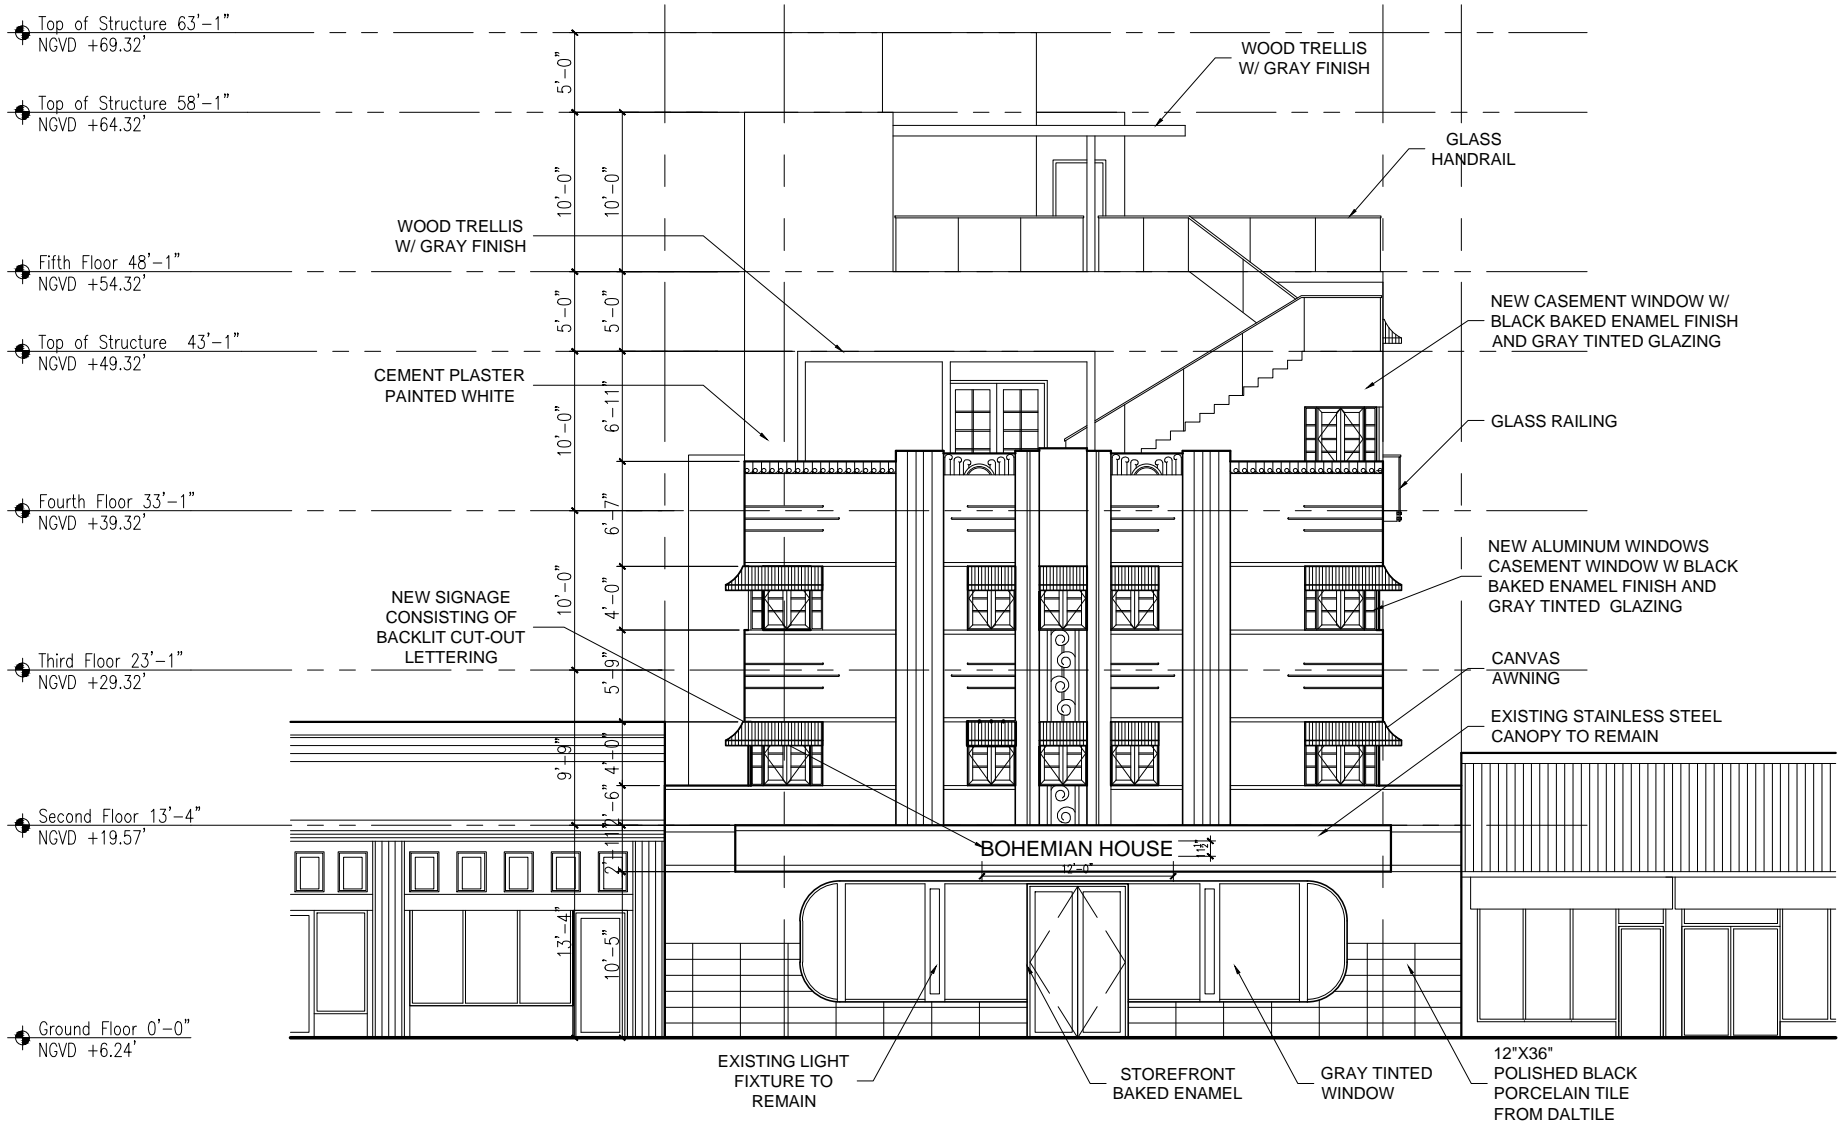 Top of Structure 63'-1"
NGVD +69.32'
Top of Structure 58'-1"
NGVD +64.32'
Fifth Floor 48'-1"
NGVD +54.32'
Top of Structure 43'-1"
NGVD +49.32'
Fourth Floor 33'-1"
NGVD +39.32'
Third Floor 23'-1"
NGVD +29.32'
Second Floor 13'-4"
NGVD +19.57'
Ground Floor 0'-0"
NGVD +6.24'
5'-0"
10'-0"
5'-0"
10'-0"
10'-0"
9'-9"
13'-4"
10'-0"
5'-0"
6'-11"
6'-7"
4'-0"
5'-9"
4'-0"
2'-6"
2'-11"
10'-5"
WOOD TRELLIS
W/ GRAY FINISH
CEMENT PLASTER
PAINTED WHITE
NEW SIGNAGE
CONSISTING OF
BACKLIT CUT-OUT
LETTERING
WOOD TRELLIS
W/ GRAY FINISH
GLASS
HANDRAIL
NEW CASEMENT WINDOW W/
BLACK BAKED ENAMEL FINISH
AND GRAY TINTED GLAZING
GLASS RAILING
NEW ALUMINUM WINDOWS
CASEMENT WINDOW W BLACK
BAKED ENAMEL FINISH AND
GRAY TINTED GLAZING
CANVAS
AWNING
EXISTING STAINLESS STEEL
CANOPY TO REMAIN
BOHEMIAN HOUSE
12'-0"
EXISTING LIGHT
FIXTURE TO
REMAIN
STOREFRONT
BAKED ENAMEL
GRAY TINTED
WINDOW
12"X36"
POLISHED BLACK
PORCELAIN TILE
FROM DALTILE